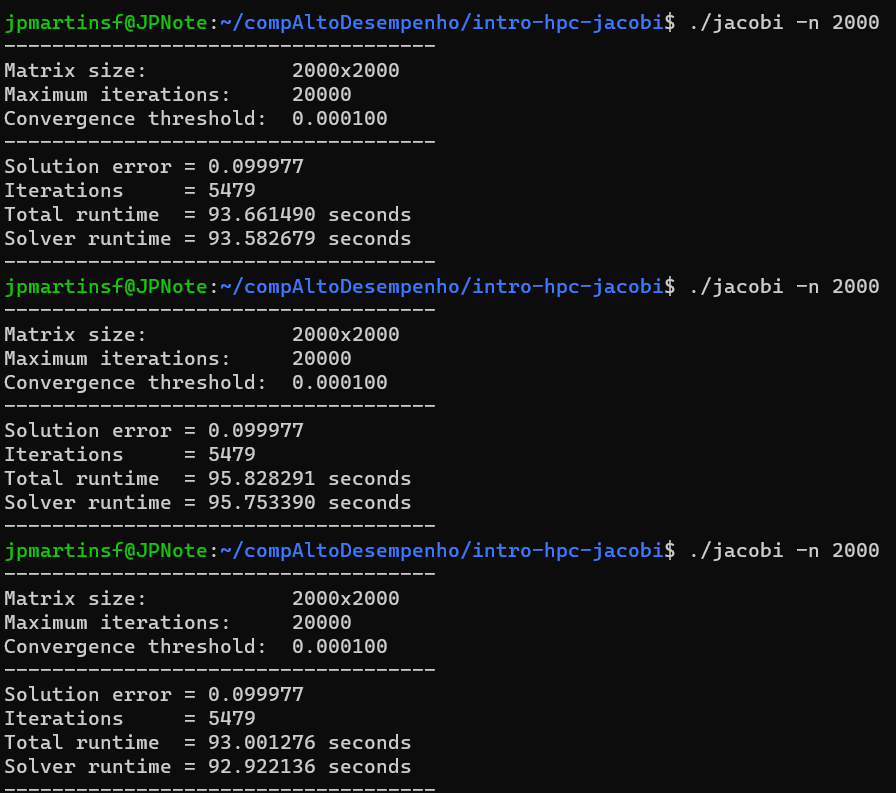 jpmartinsf@JPNote:~/compAltoDesempenho/intro-hpc-jacobi$ ./jacobi -n 2000
------------------------------------
Matrix size:            2000x2000
Maximum iterations:     20000
Convergence threshold:  0.000100
------------------------------------
Solution error = 0.099977
Iterations     = 5479
Total runtime  = 93.661490 seconds
Solver runtime = 93.582679 seconds
------------------------------------
jpmartinsf@JPNote:~/compAltoDesempenho/intro-hpc-jacobi$ ./jacobi -n 2000
------------------------------------
Matrix size:            2000x2000
Maximum iterations:     20000
Convergence threshold:  0.000100
------------------------------------
Solution error = 0.099977
Iterations     = 5479
Total runtime  = 95.828291 seconds
Solver runtime = 95.753390 seconds
------------------------------------
jpmartinsf@JPNote:~/compAltoDesempenho/intro-hpc-jacobi$ ./jacobi -n 2000
------------------------------------
Matrix size:            2000x2000
Maximum iterations:     20000
Convergence threshold:  0.000100
------------------------------------
Solution error = 0.099977
Iterations     = 5479
Total runtime  = 93.001276 seconds
Solver runtime = 92.922136 seconds
------------------------------------